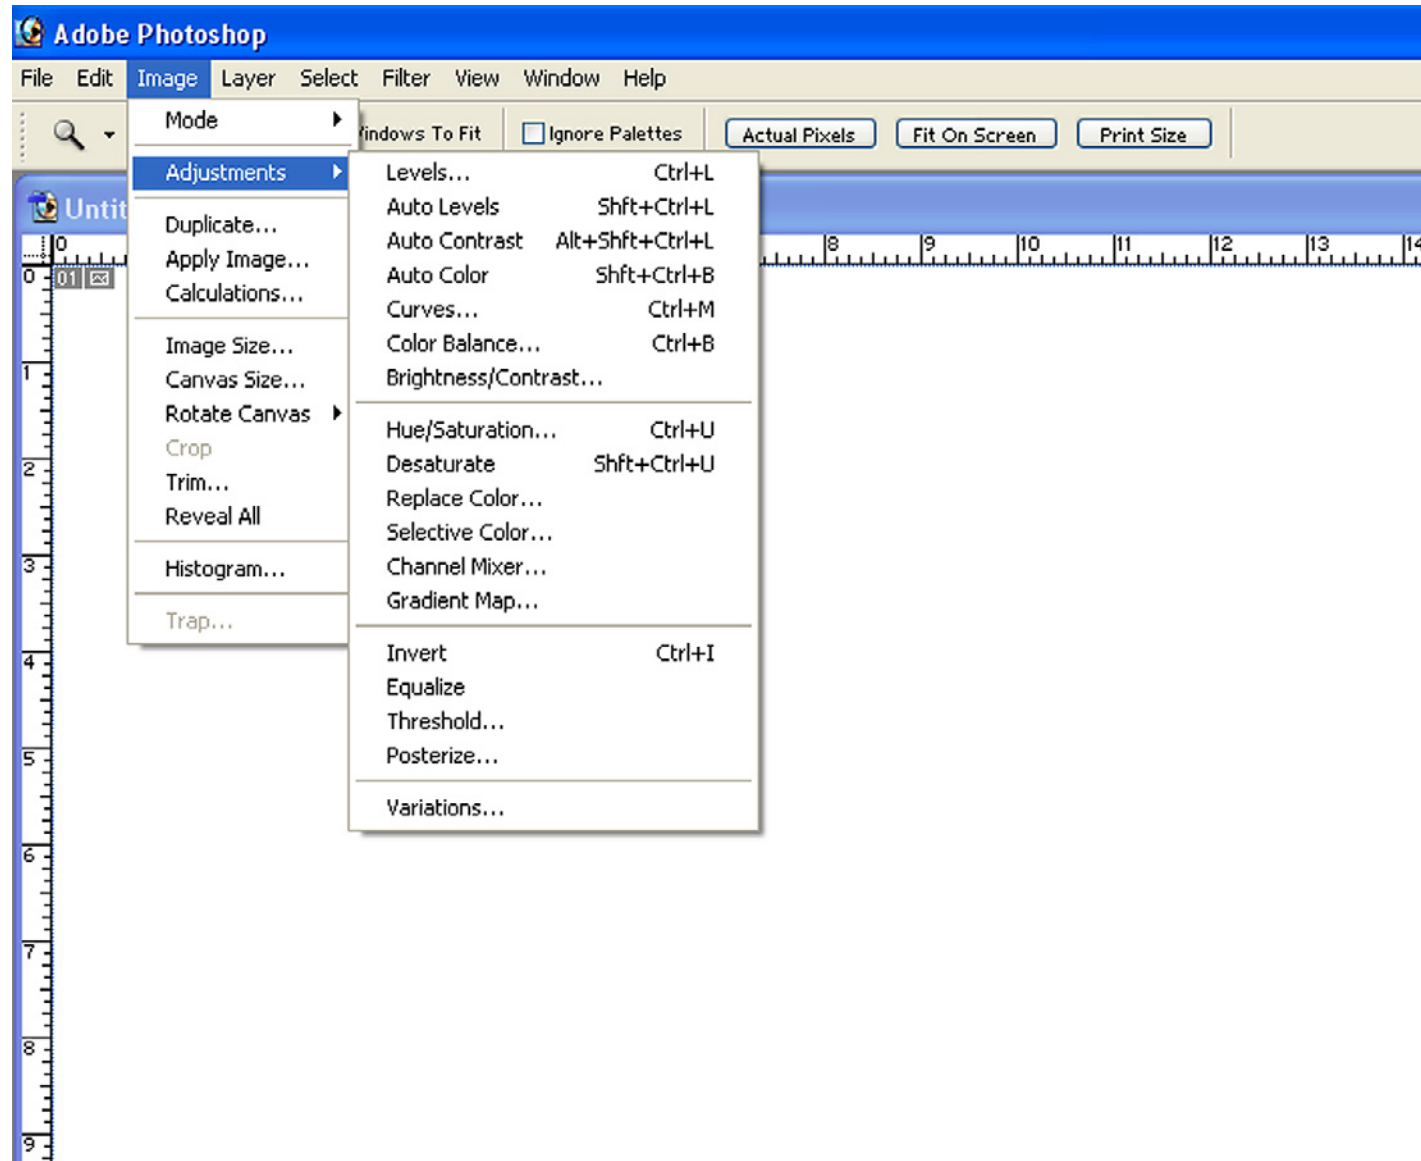 Adobe Photoshop
File Edit Image Layer Select Filter View Window Help
Mode
To Fit Ignore Palettes Actual Pixels Fit On Screen Print Size
Adjustments
Duplicate...
Apply Image...
Calculations...
Image Size...
Canvas Size...
Rotate Canvas
Crop
Trim...
Reveal All
Histogram...
Trap...
Levels... Ctrl+L
Auto Levels Shft+Ctrl+L
Auto Contrast Alt+Shft+Ctrl+L
Auto Color Shft+Ctrl+B
Curves... Ctrl+M
Color Balance... Ctrl+B
Brightness/Contrast...
Hue/Saturation... Ctrl+U
Desaturate Shft+Ctrl+U
Replace Color...
Selective Color...
Channel Mixer...
Gradient Map...
Invert Ctrl+I
Equalize
Threshold...
Posterize...
Variations...
Untit
0 8 9 10 11 12 13 14
01
0
1
2
3
4
5
6
7
8
9